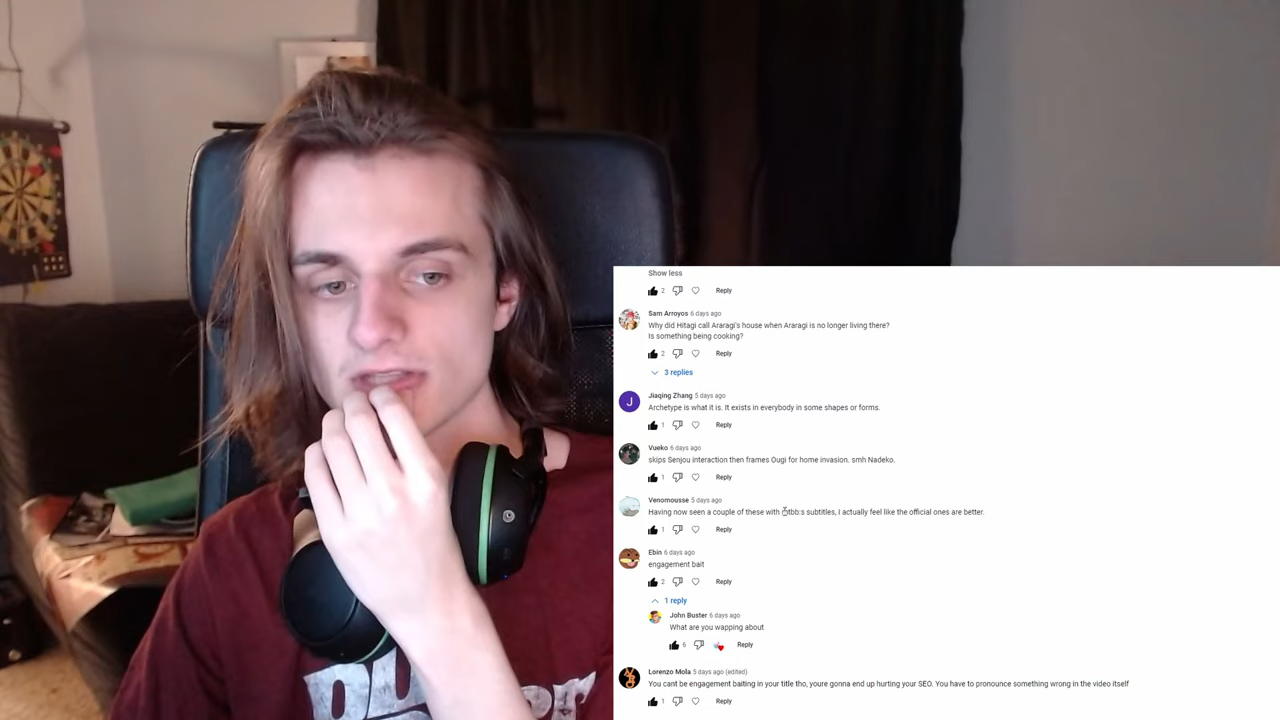 Show less
2 Reply
Sam Arroyos 6 days ago
Why did Hitagi call Araragi's house when Araragi is no longer living there?
Is something being cooking?
2 Reply
3 replies
J
Jiaqing Zhang 5 days ago
Archetype is what it is. It exists in everybody in some shapes or forms.
1 Reply
Vueko 6 days ago
skips Senjou interaction then frames Ougi for home invasion. smh Nadeko.
1 Reply
Venomousse 5 days ago
Having now seen a couple of these with subtitles, I actually feel like the official ones are better.
1 Reply
Ebin 6 days ago
engagement bait
2 Reply
1 reply
John Buster 6 days ago
What are you wapping about
6 Reply
Lorenzo Mola 5 days ago (edited)
You cant be engagement baiting in your title tho, youre gonna end up hurting your SEO. You have to pronounce something wrong in the video itself
1 Reply